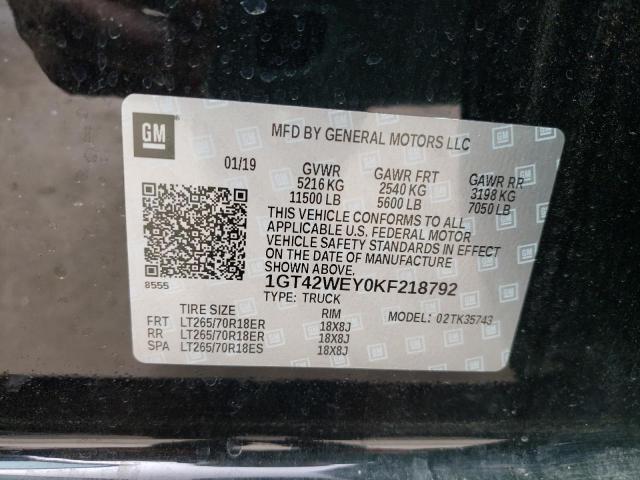 GM
MFD BY GENERAL MOTORS LLC
01/19 GVWR GAWR FRT GAWR RR
5216 KG 2540 KG 3198 KG
11500 LB 5600 LB 7050 LB
THIS VEHICLE CONFORMS TO ALL
APPLICABLE U.S. FEDERAL MOTOR
VEHICLE SAFETY STANDARDS IN EFFECT
ON THE DATE OF MANUFACTURE
SHOWN ABOVE.
8555
1GT42WEY0KF218792
TYPE: TRUCK
TIRE SIZE RIM MODEL: 02TK35743
FRT LT265/70R18ER 18X8J
RR LT265/70R18ER 18X8J
SPA LT265/70R18ES 18X8J